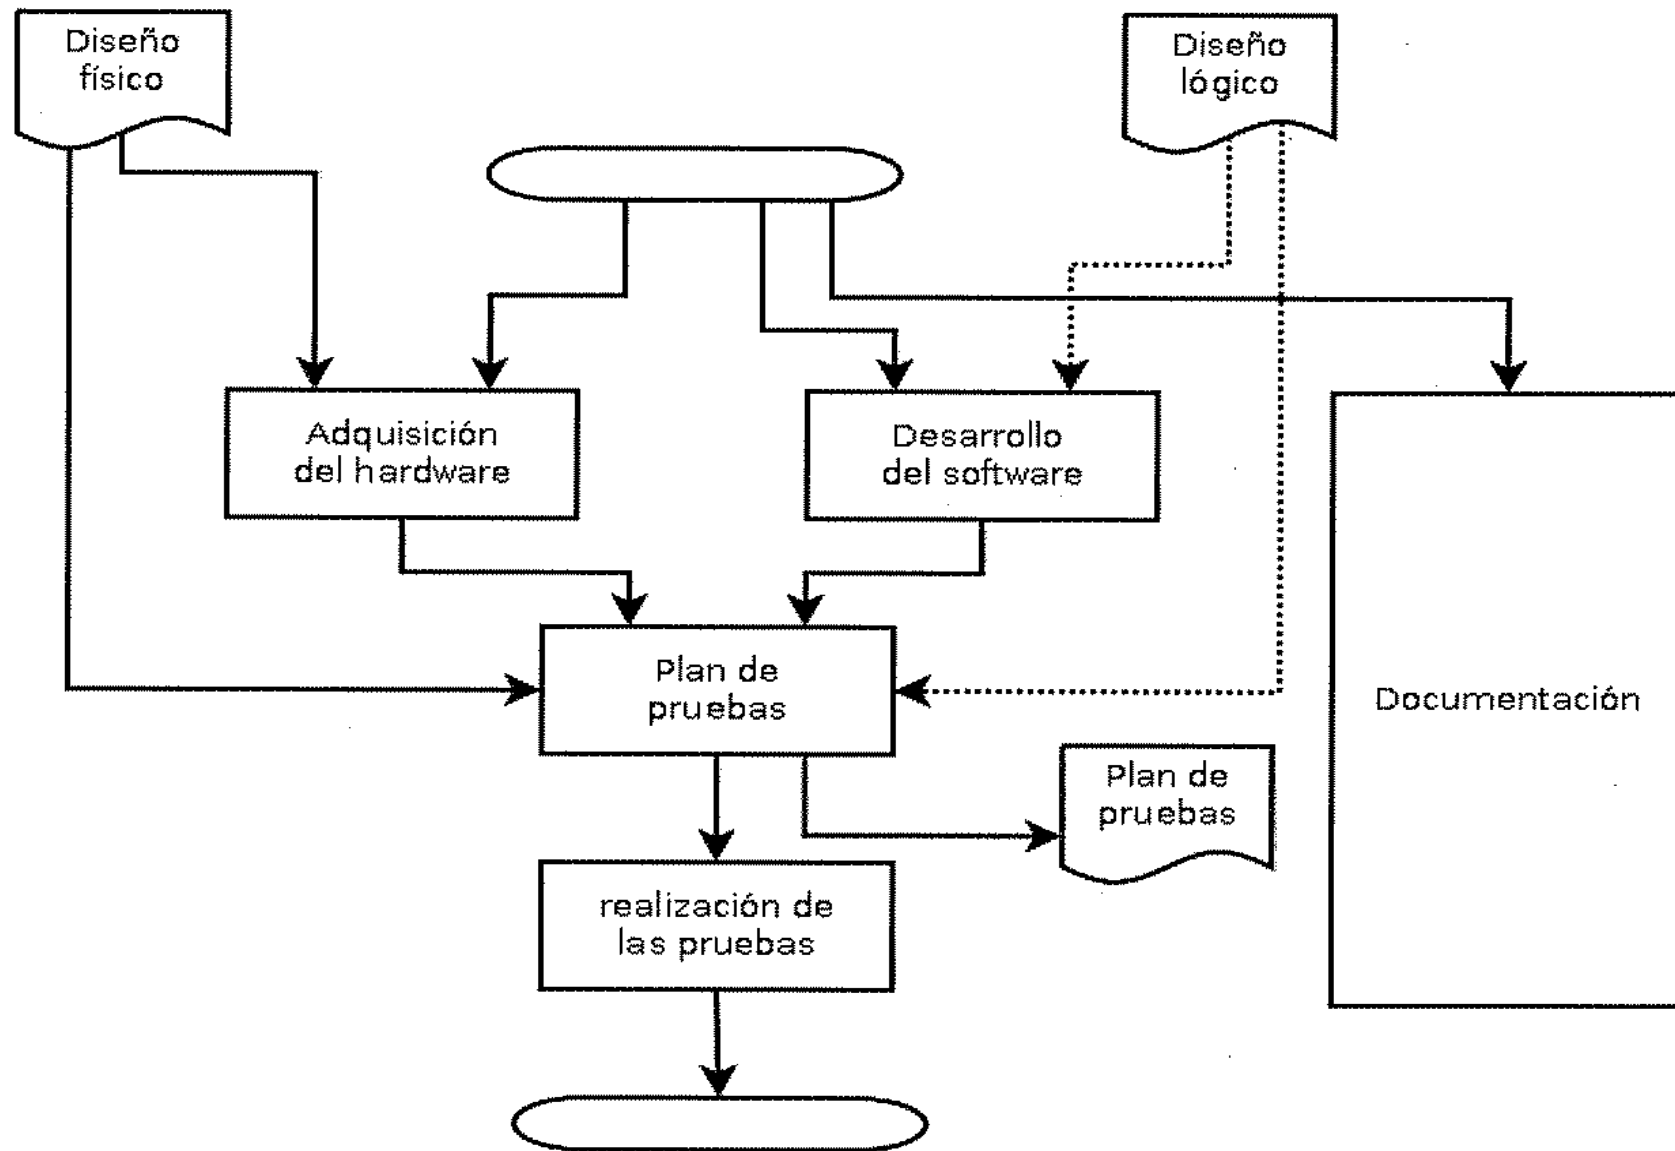 Diseño
físico
Diseño
lógico
Adquisición
del hardware
Desarrollo
del software
Plan de
pruebas
Documentación
Plan de
pruebas
realización de
las pruebas